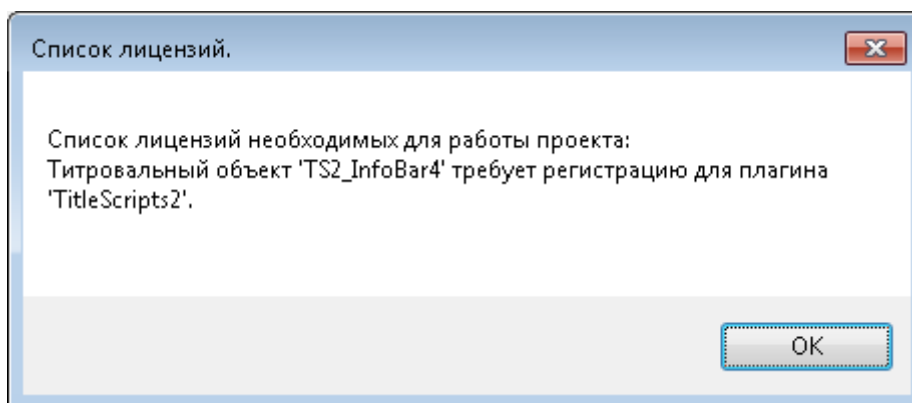 Список лицензий.
Список лицензий необходимых для работы проекта:
Титровальный объект 'TS2_InfoBar4' требует регистрацию для плагина
'TitleScripts2'.
OK